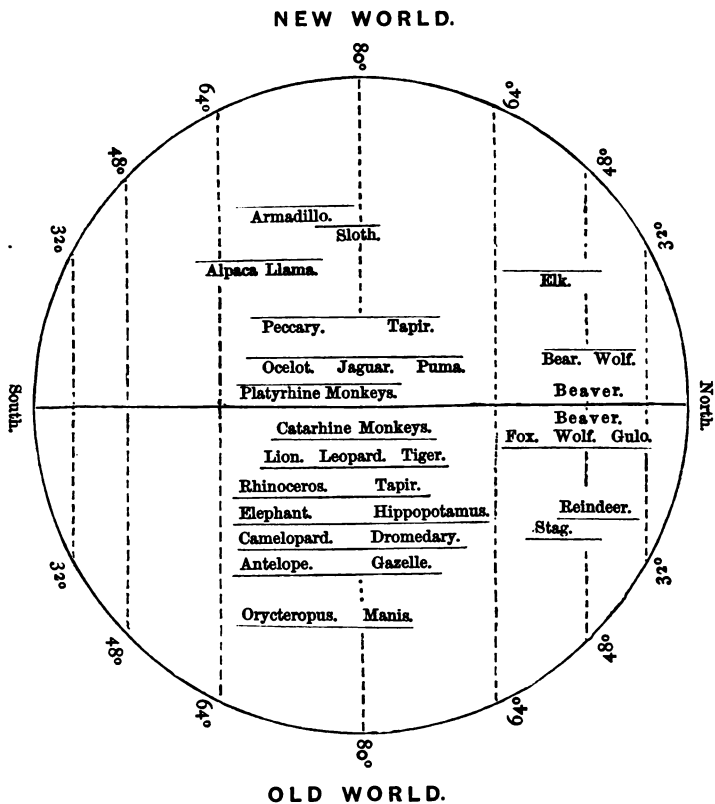 NEW WORLD.
80°
64° 64°
48° 48°
32° 32°
Armadillo.
Sloth.
Alpaca Llama.
Elk.
Peccary. Tapir.
Bear. Wolf.
Ocelot. Jaguar. Puma.
Platyrhine Monkeys. Beaver.
South. North.
Beaver.
Catarhine Monkeys.
Fox. Wolf. Gulo.
Lion. Leopard. Tiger.
Rhinoceros. Tapir.
Elephant. Hippopotamus.
Reindeer.
Stag.
Camelopard. Dromedary.
Antelope. Gazelle.
32° 32°
Orycteropus. Manis.
48° 48°
64° 64°
80°
OLD WORLD.